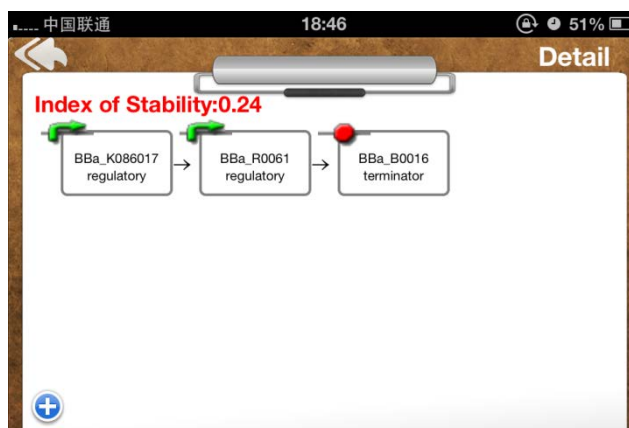 中国联通 18:46 51%
Detail
Index of Stability:0.24
BBa_K086017 regulatory
BBa_R0061 regulatory
BBa_B0016 terminator